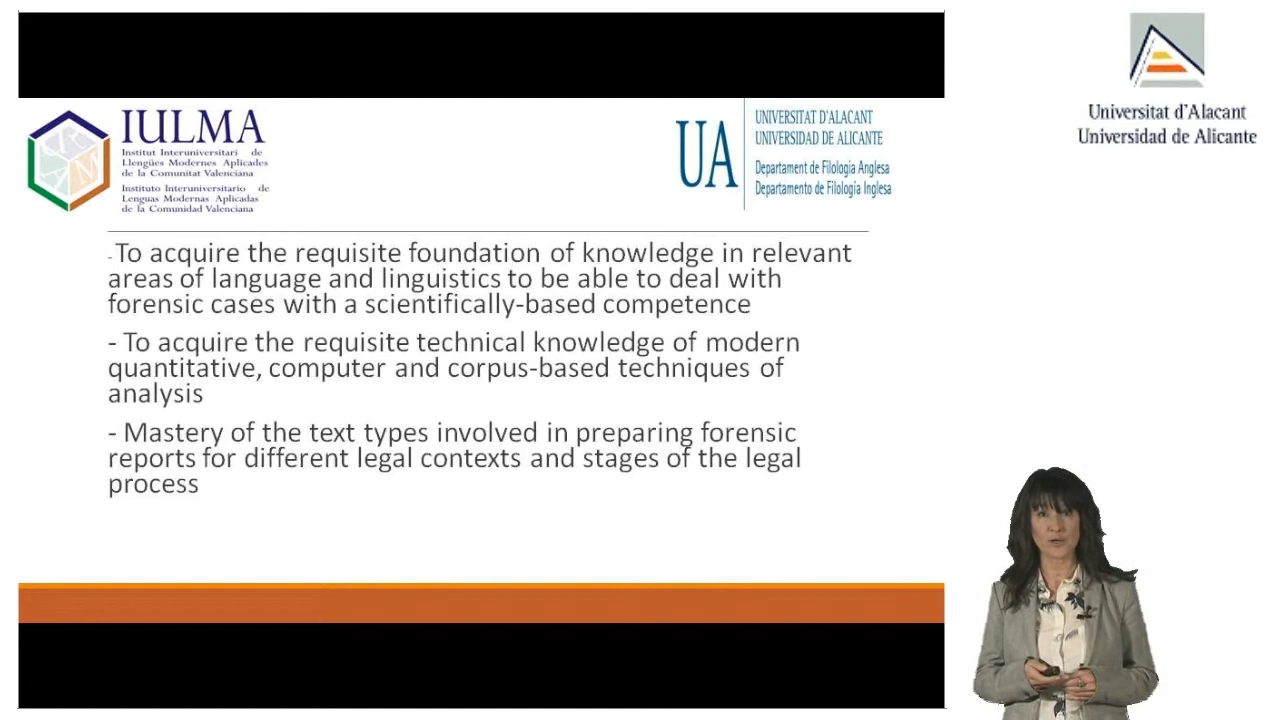 IULMA
Institut Interuniversitari de
Llengües Modernes Aplicades
de la Comunitat Valenciana
Instituto Interuniversitario de
Lenguas Modernas Aplicadas
de la Comunidad Valenciana
UA
UNIVERSITAT D'ALACANT
UNIVERSIDAD DE ALICANTE
Departament de Filologia Anglesa
Departamento de Filología Inglesa
Universitat d'Alacant
Universidad de Alicante
-To acquire the requisite foundation of knowledge in relevant
areas of language and linguistics to be able to deal with
forensic cases with a scientifically-based competence
- To acquire the requisite technical knowledge of modern
quantitative, computer and corpus-based techniques of
analysis
- Mastery of the text types involved in preparing forensic
reports for different legal contexts and stages of the legal
process